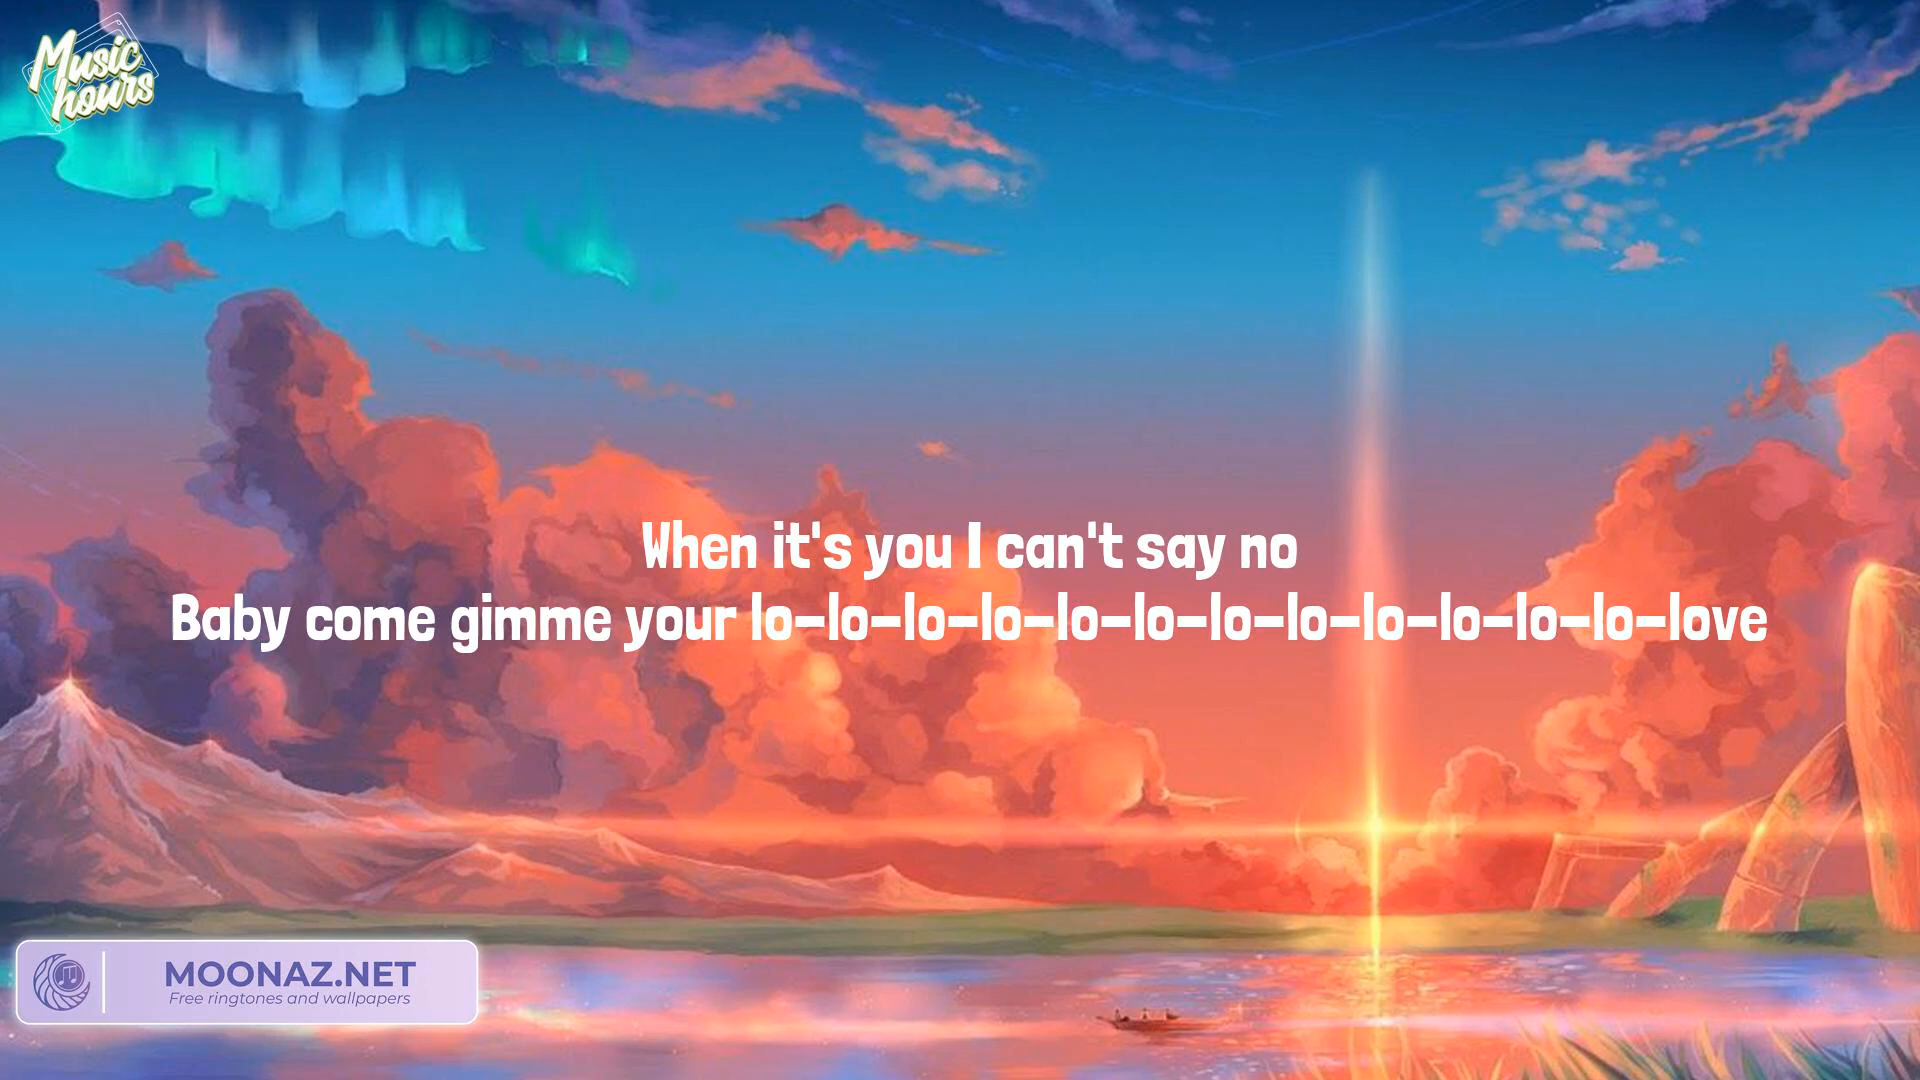 Music
hours
When it's you I can't say no
Baby come gimme your lo-lo-lo-lo-lo-lo-lo-lo-lo-lo-lo-lo-love
MOONAZ.NET
Free ringtones and wallpapers